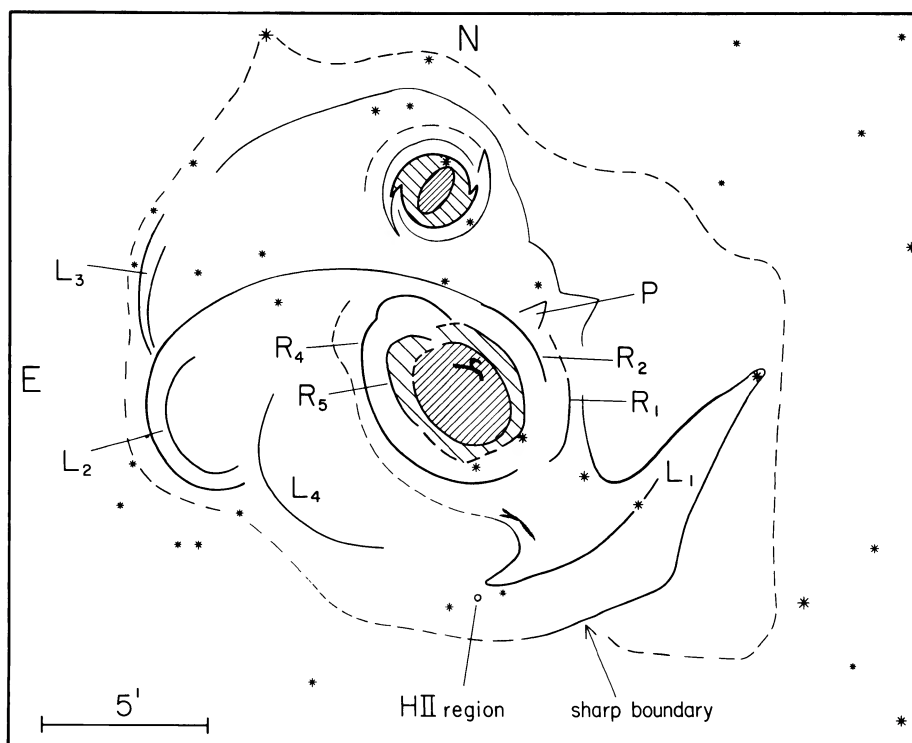 N
L₃
P
R₄
R₂
E
R₅
R₁
L₂
L₄
L₁
5'
HII region
sharp boundary